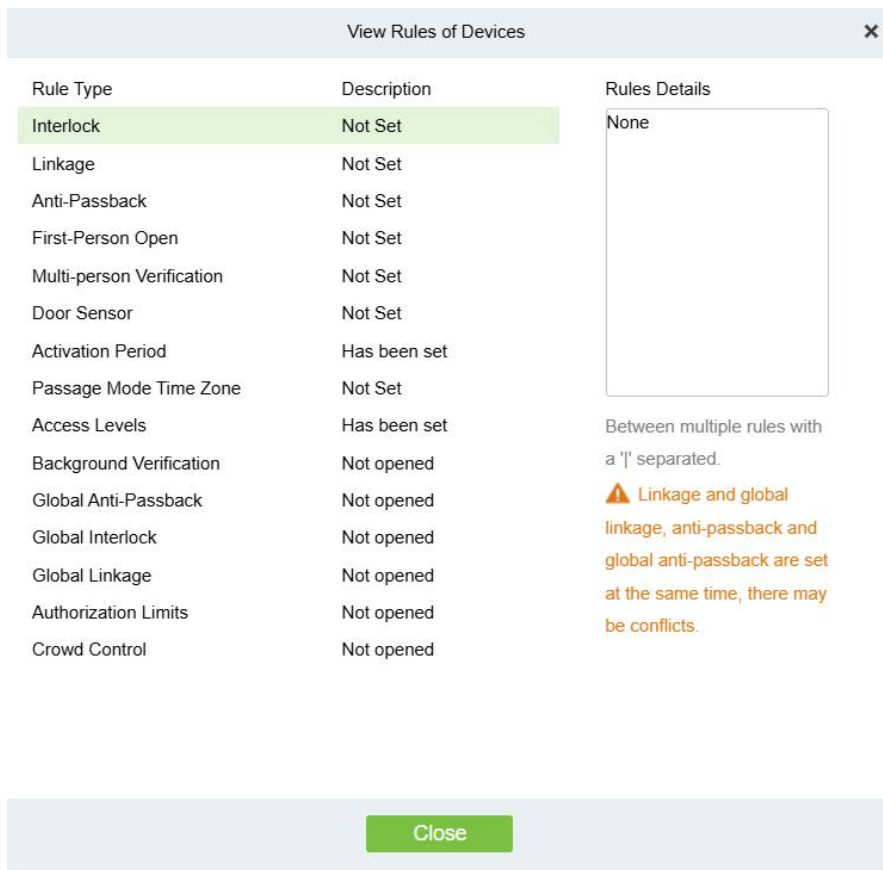 View Rules of Devices
Rule Type Description Rules Details
Interlock Not Set None
Linkage Not Set
Anti-Passback Not Set
First-Person Open Not Set
Multi-person Verification Not Set
Door Sensor Not Set
Activation Period Has been set
Passage Mode Time Zone Not Set
Access Levels Has been set
Background Verification Not opened
Global Anti-Passback Not opened
Global Interlock Not opened
Global Linkage Not opened
Authorization Limits Not opened
Crowd Control Not opened
Between multiple rules with
a '|' separated.
Linkage and global
linkage, anti-passback and
global anti-passback are set
at the same time, there may
be conflicts.
Close